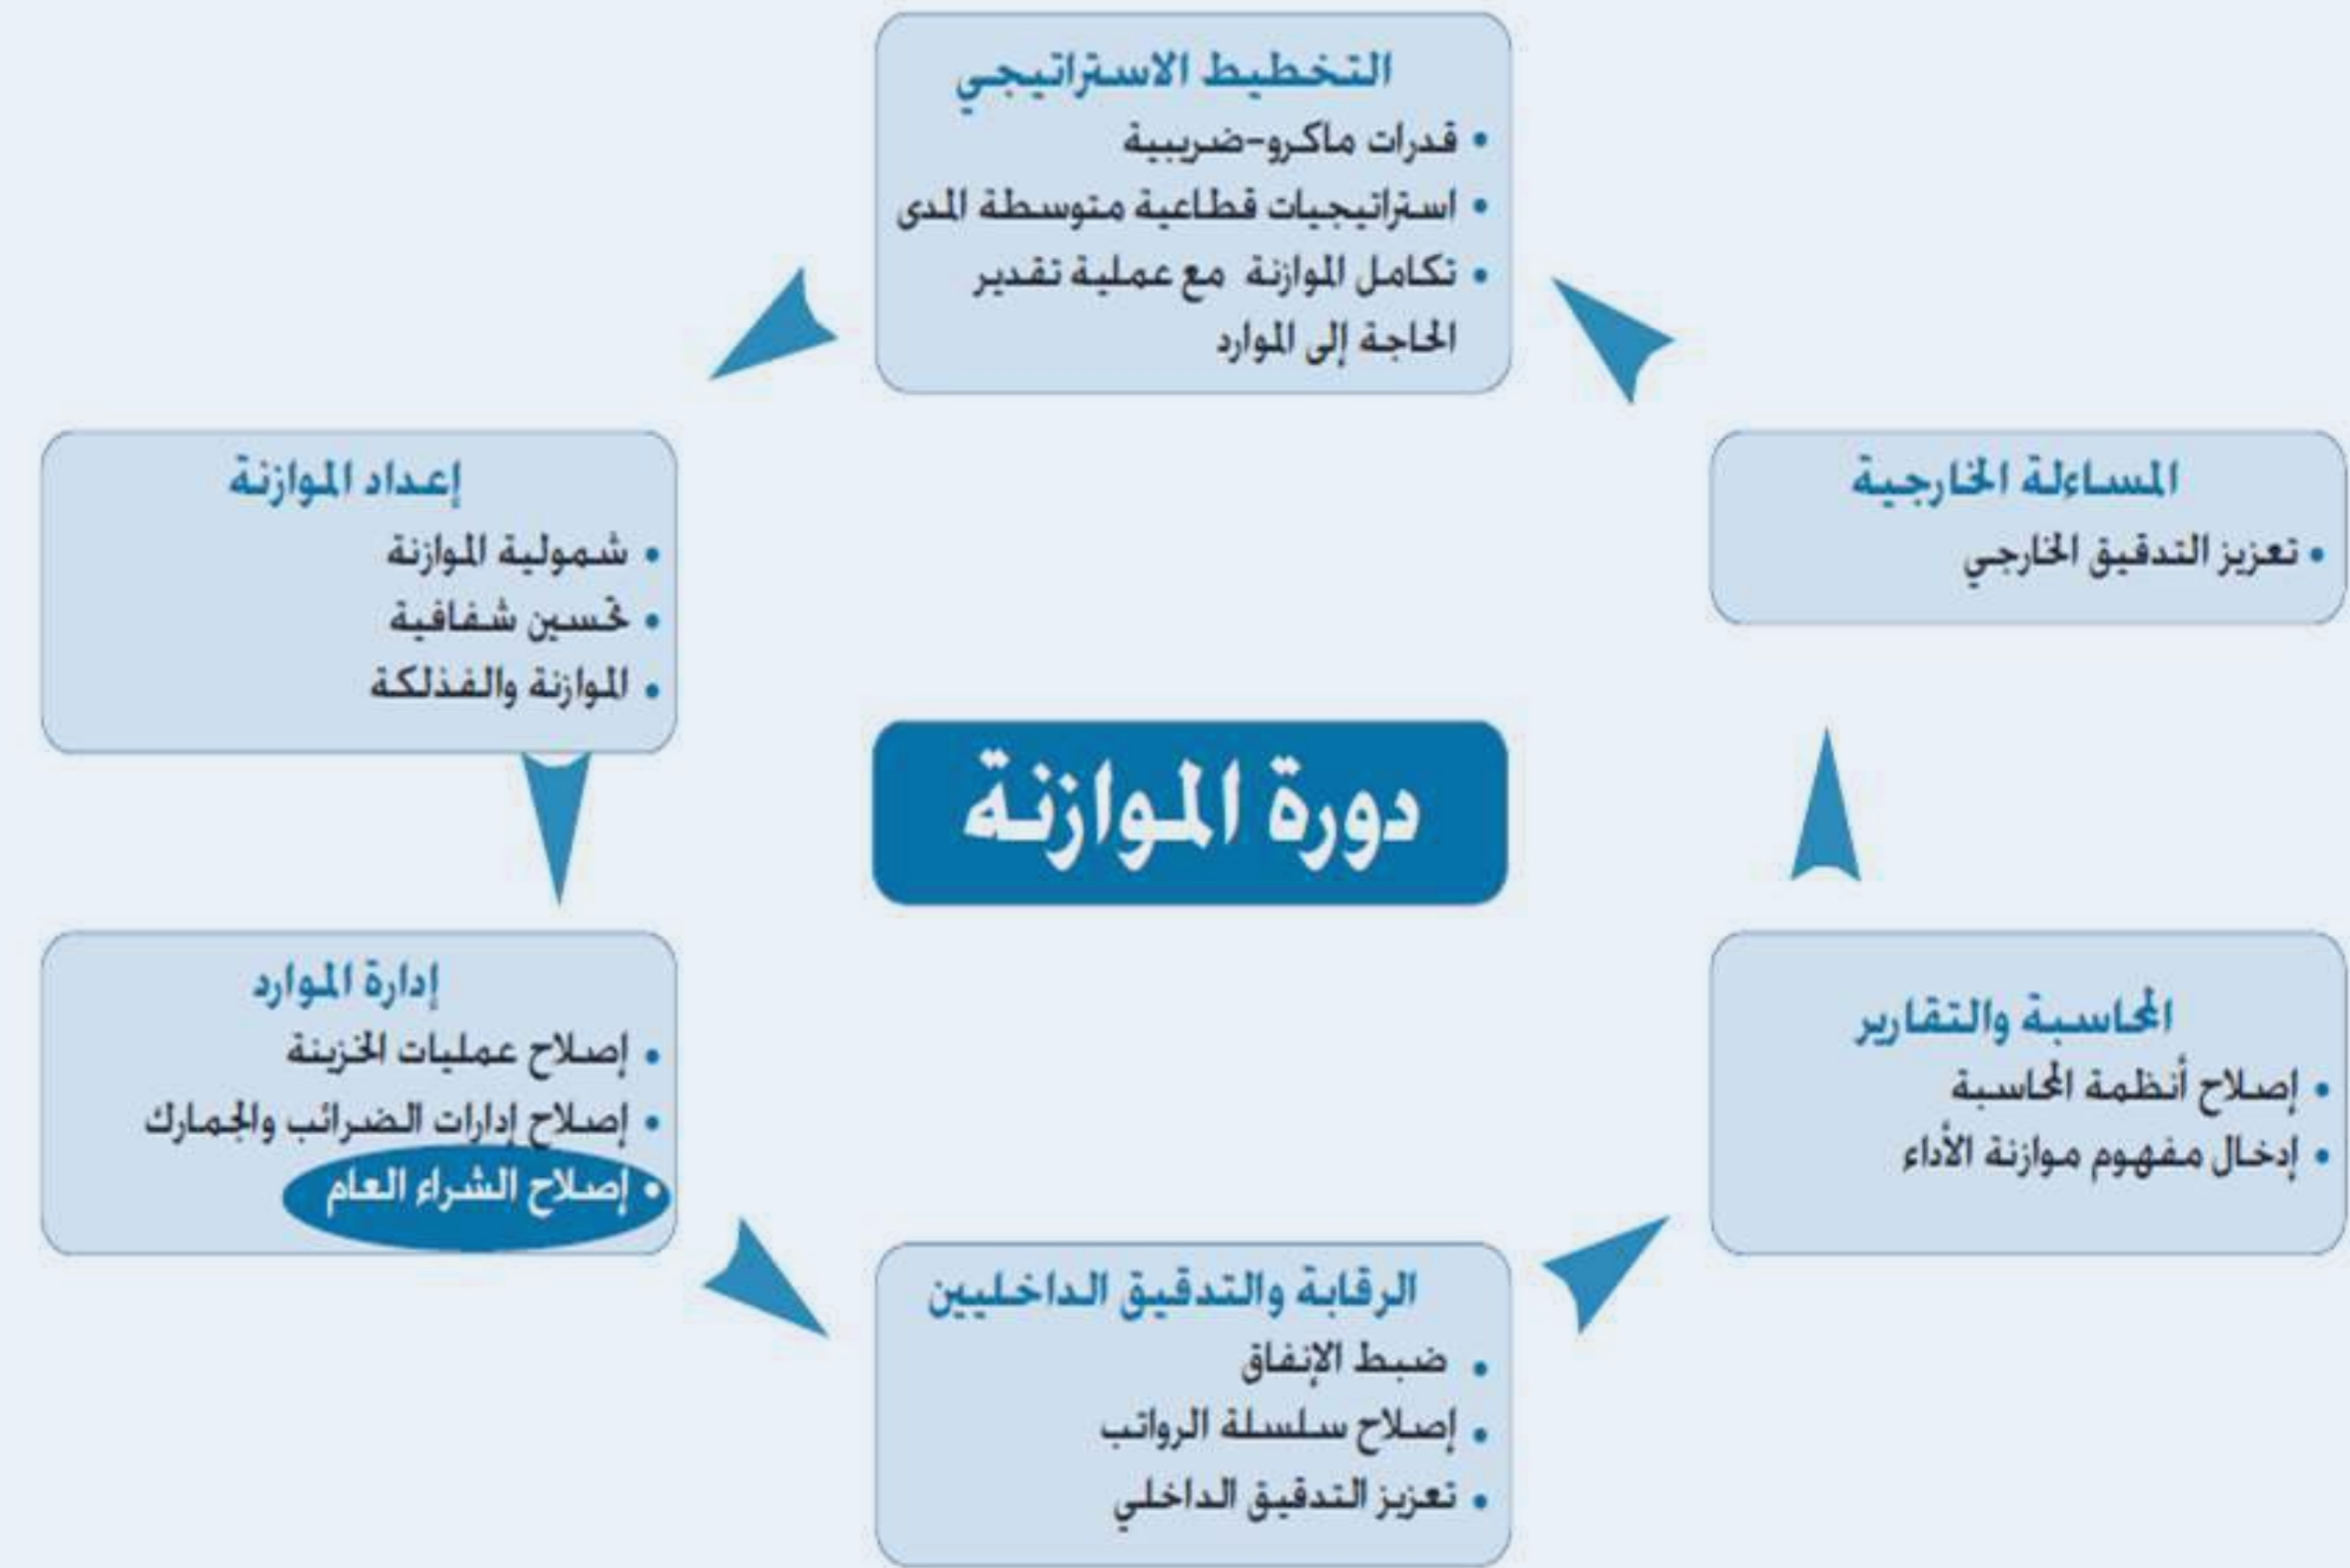 التخطيط الاستراتيجي
• قدرات ماكرو-ضريبية
• استراتيجيات قطاعية متوسطة المدى
• تكامل الموازنة مع عملية تقدير
الحاجة إلى الموارد
إعداد الموازنة
• شمولية الموازنة
• تحسين شفافية
• الموازنة والفذلكة
المساءلة الخارجية
• تعزيز التدقيق الخارجي
دورة الموازنة
إدارة الموارد
• إصلاح عمليات الخزينة
• إصلاح إدارات الضرائب والجمارك
• إصلاح الشراء العام
المحاسبة والتقارير
• إصلاح أنظمة المحاسبة
• إدخال مفهوم موازنة الأداء
الرقابة والتدقيق الداخليين
• ضبط الإنفاق
• إصلاح سلسلة الرواتب
• تعزيز التدقيق الداخلي